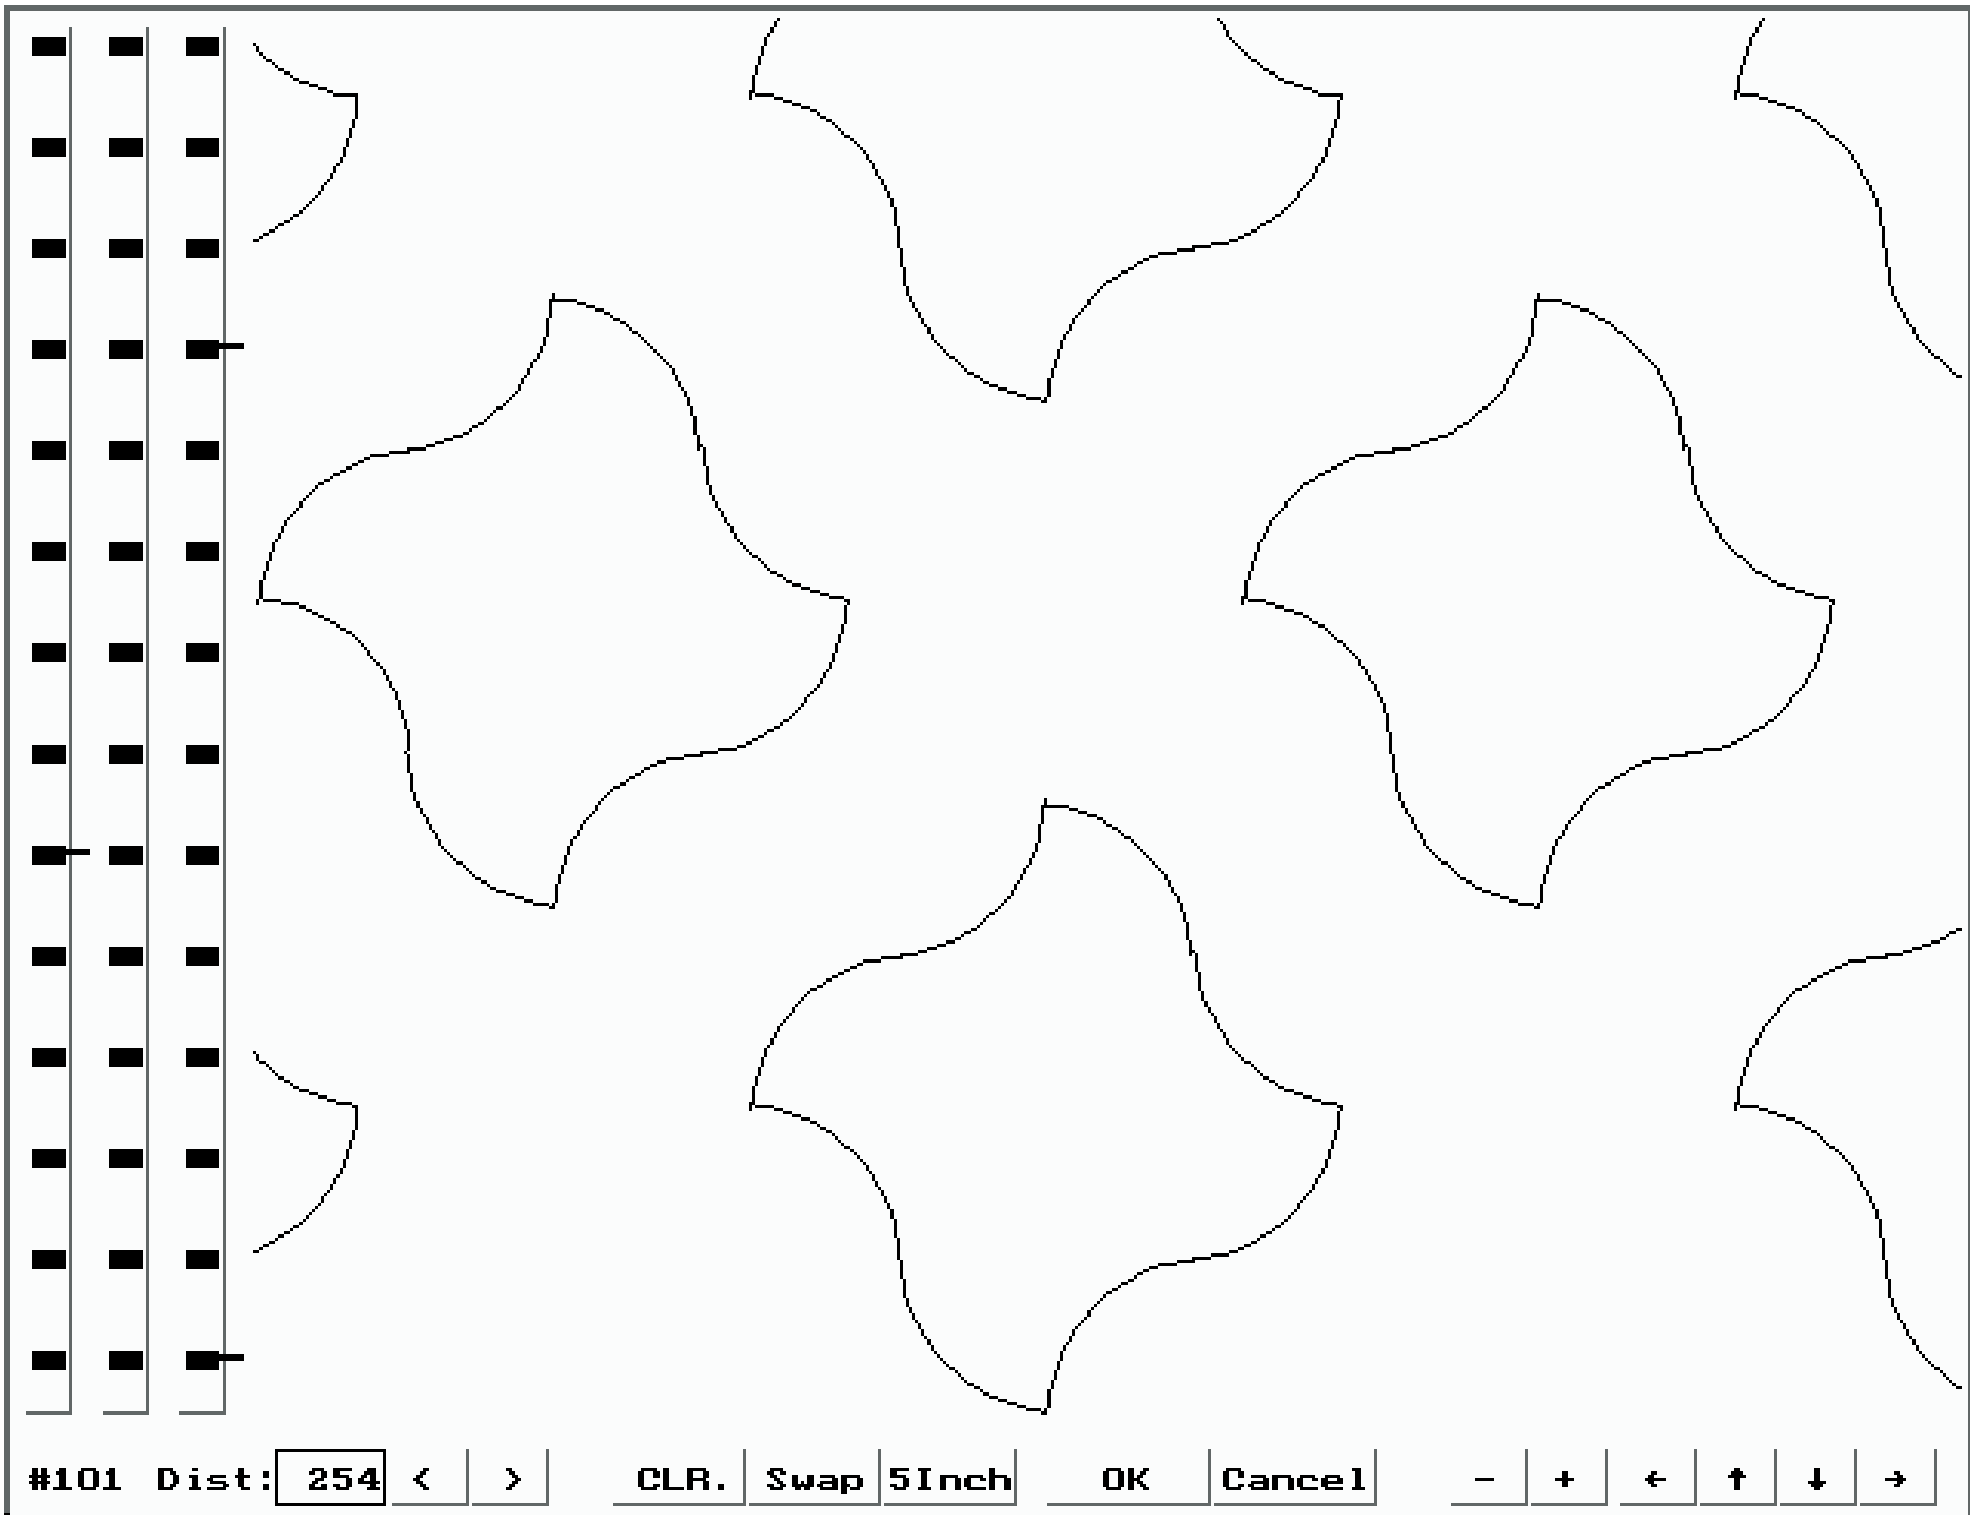 #101 Dist: 254 < > CLR. Swap 5Inch OK Cancel - + ← ↑ ↓ →